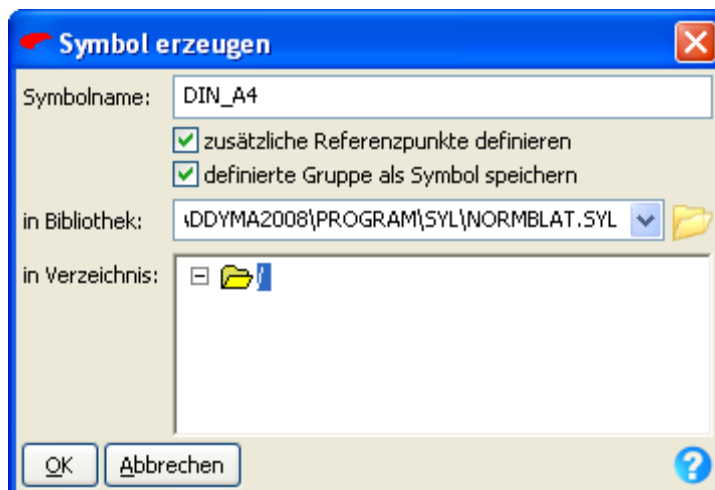 Symbol erzeugen
Symbolname: DIN_A4
zusätzliche Referenzpunkte definieren
definierte Gruppe als Symbol speichern
in Bibliothek: \DDYMA2008\PROGRAM\SYL\NORMBLAT.SYL
in Verzeichnis: /
OK Abbrechen ?